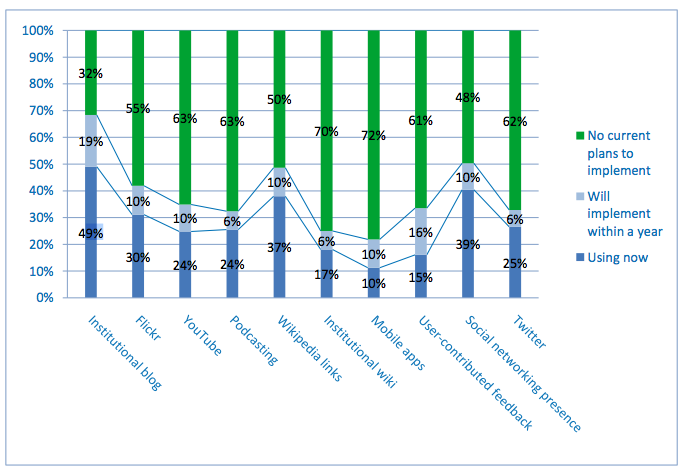 100%
90%
80%
70%
60%
50%
40%
30%
20%
10%
0%
32%
55%
63%
63%
50%
70%
72%
61%
48%
62%
19%
10%
10%
6%
10%
6%
10%
16%
10%
6%
49%
30%
24%
24%
37%
17%
10%
15%
39%
25%
Institutional blog
Flickr
YouTube
Podcasting
Wikipedia links
Institutional wiki
Mobile apps
User-contributed feedback
Social networking presence
Twitter
No current
plans to
implement
Will
implement
within a year
Using now